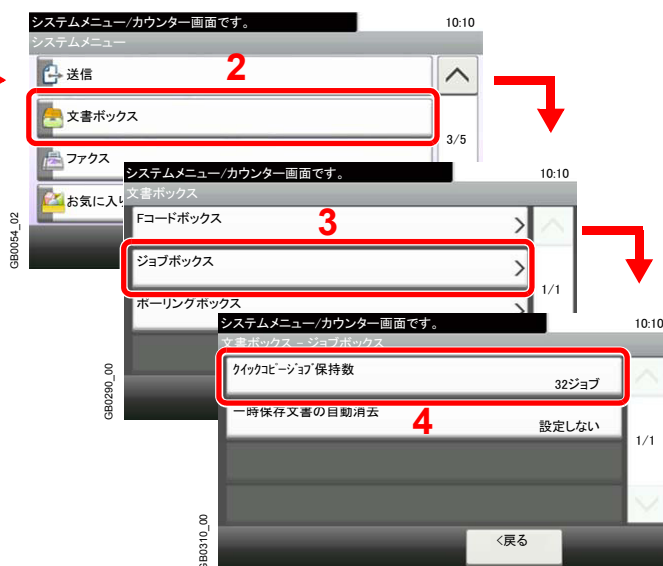 システムメニュー/カウンター画面です。 10:10
システムメニュー
送信
2
文書ボックス
3/5
ファクス
お気に入り
GB0054_02
システムメニュー/カウンター画面です。 10:10
文書ボックス
Fコードボックス
3
ジョブボックス
1/1
ポーリングボックス
GB0290_00
システムメニュー/カウンター画面です。 10:10
文書ボックス - ジョブボックス
ｸｲｯｸｺﾋﾟｰｼﾞｮﾌﾞ保持数
32ジョブ
一時保存文書の自動消去
4
設定しない
1/1
<戻る
GB0310_00